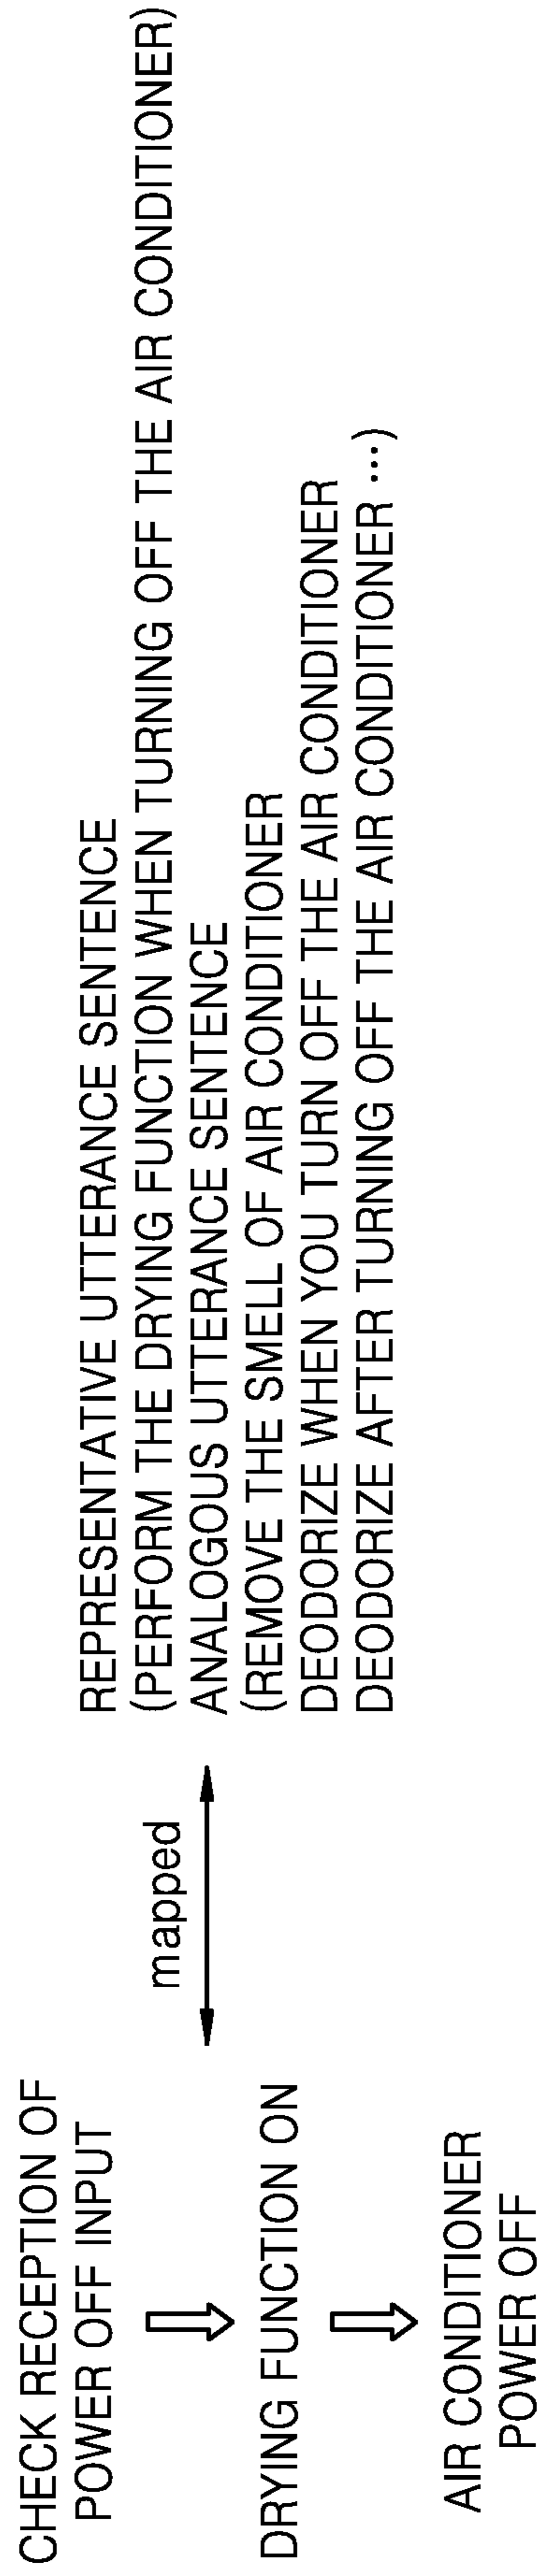 CHECK RECEPTION OF
POWER OFF INPUT
DRYING FUNCTION ON
AIR CONDITIONER
POWER OFF
mapped
REPRESENTATIVE UTTERANCE SENTENCE
(PERFORM THE DRYING FUNCTION WHEN TURNING OFF THE AIR CONDITIONER)
ANALOGOUS UTTERANCE SENTENCE
(REMOVE THE SMELL OF AIR CONDITIONER
DEODORIZE WHEN YOU TURN OFF THE AIR CONDITIONER
DEODORIZE AFTER TURNING OFF THE AIR CONDITIONER ···)